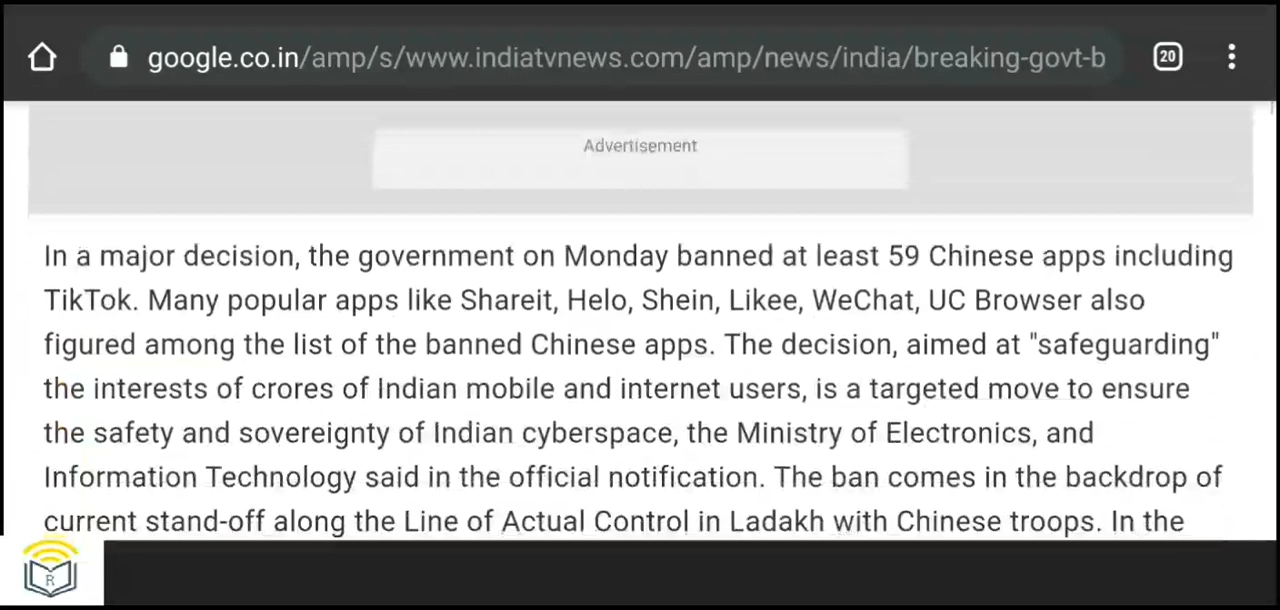 google.co.in/amp/s/www.indiatvnews.com/amp/news/india/breaking-govt-b
20
Advertisement
In a major decision, the government on Monday banned at least 59 Chinese apps including
TikTok. Many popular apps like Shareit, Helo, Shein, Likee, WeChat, UC Browser also
figured among the list of the banned Chinese apps. The decision, aimed at "safeguarding"
the interests of crores of Indian mobile and internet users, is a targeted move to ensure
the safety and sovereignty of Indian cyberspace, the Ministry of Electronics, and
Information Technology said in the official notification. The ban comes in the backdrop of
current stand-off along the Line of Actual Control in Ladakh with Chinese troops. In the
R